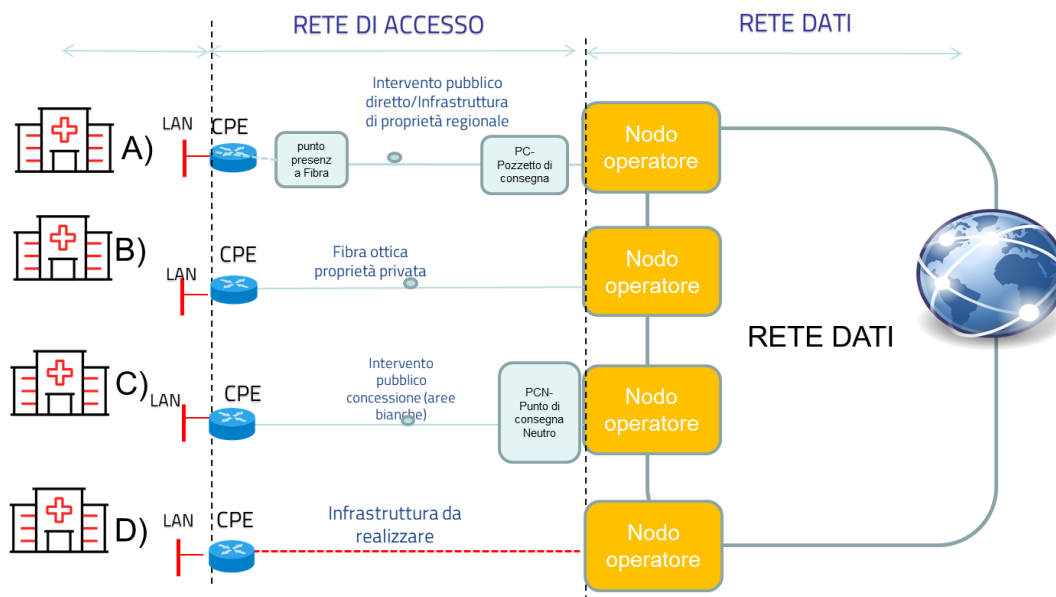 RETE DI ACCESSO
RETE DATI
Intervento pubblico
diretto/Infrastruttura
di proprietà regionale
LAN
CPE
A)
punto
presenz
a Fibra
PC-
Pozzetto di
consegna
Nodo
operatore
B)
LAN
CPE
Fibra ottica
proprietà privata
Nodo
operatore
RETE DATI
C)
LAN
CPE
Intervento
pubblico
concessione (aree
bianche)
PCN-
Punto di
consegna
Neutro
Nodo
operatore
D)
LAN
CPE
Infrastruttura da
realizzare
Nodo
operatore